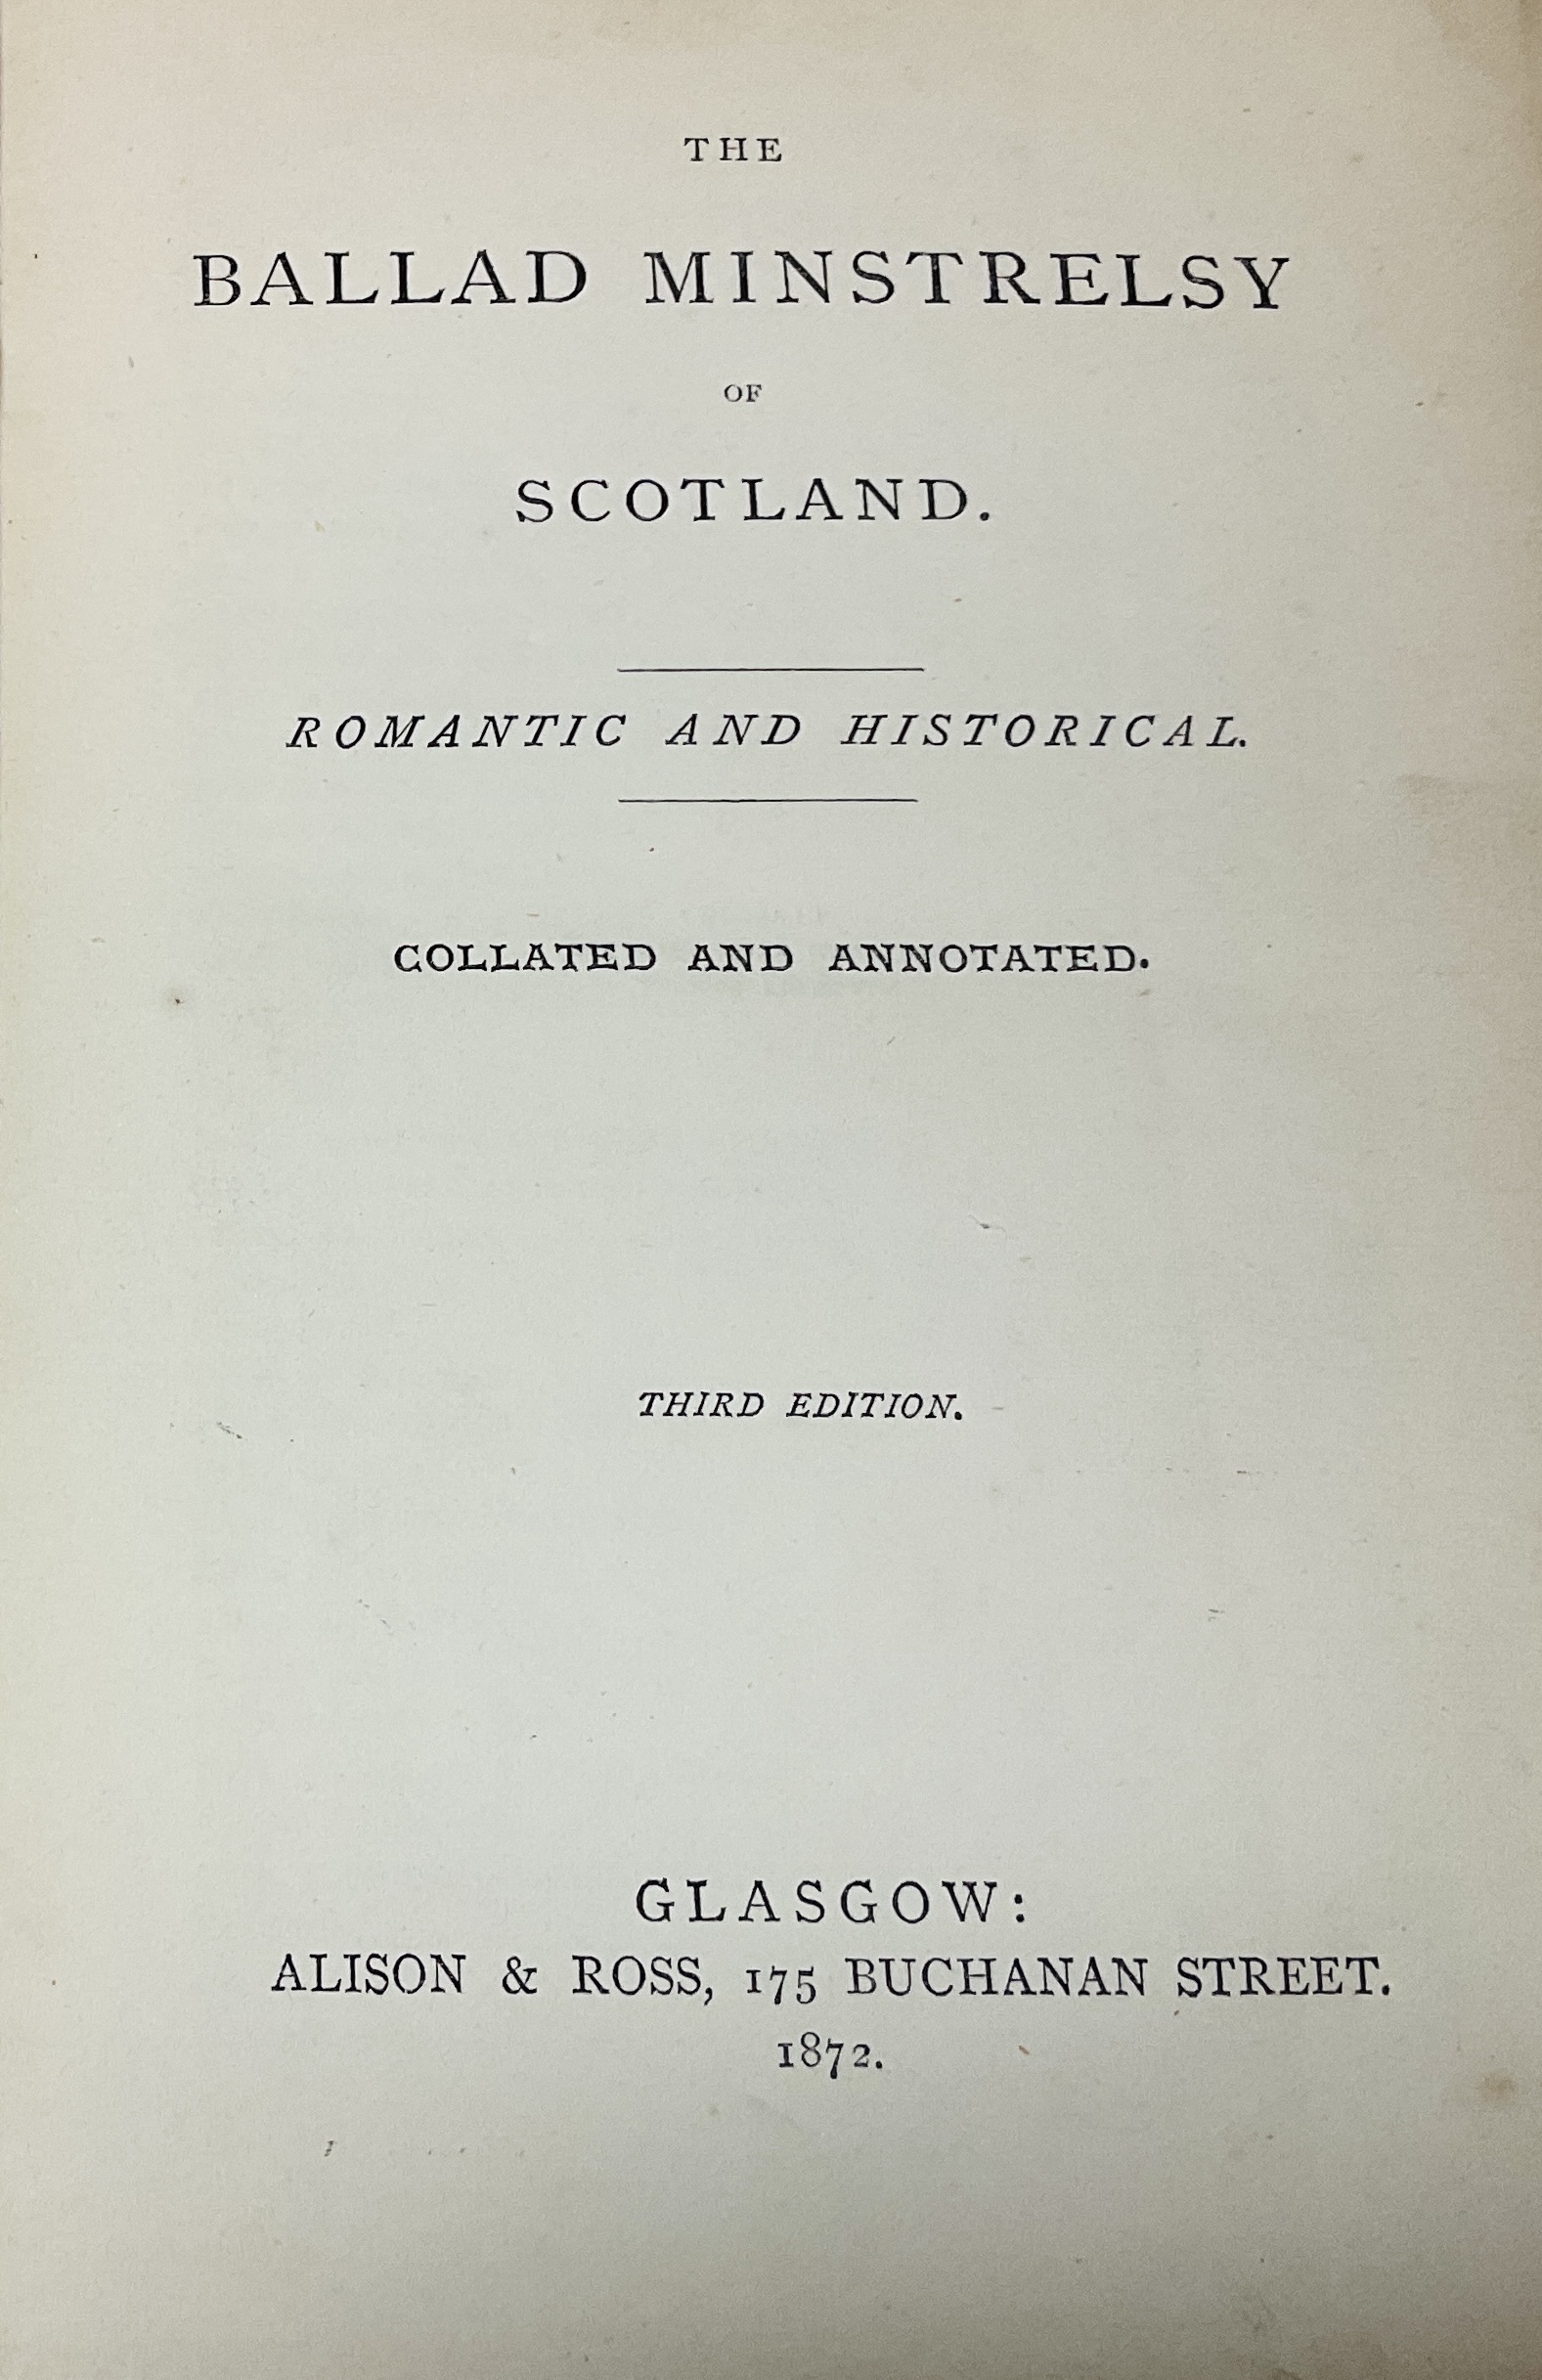 THE
BALLAD MINSTRELSY
OF
SCOTLAND.
ROMANTIC AND HISTORICAL.
COLLATED AND ANNOTATED.
THIRD EDITION.
GLASGOW:
ALISON & ROSS, 175 BUCHANAN STREET.
1872.